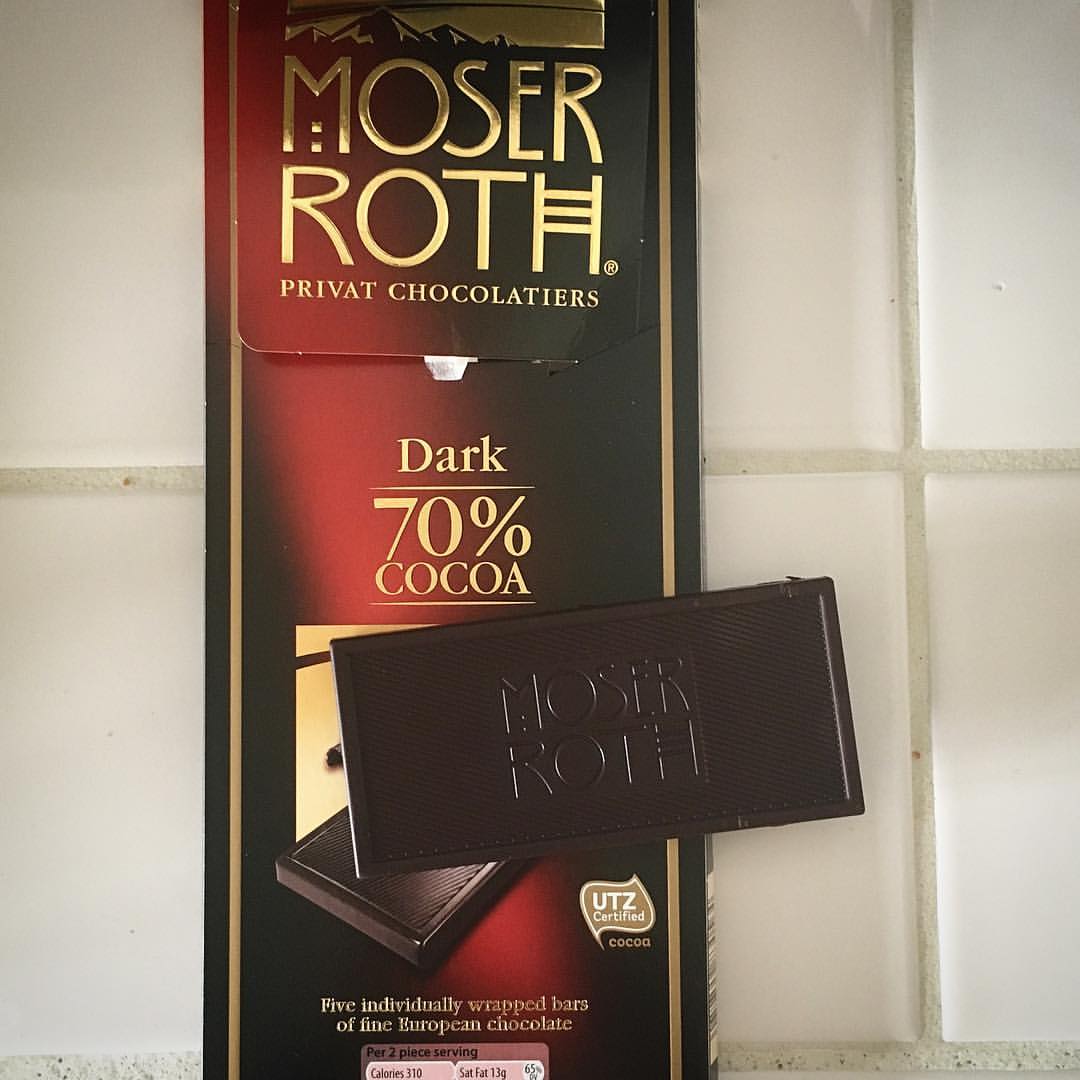 MOSER
ROTH®
PRIVAT CHOCOLATIERS
Dark
70%
COCOA
MOSER
ROTH
UTZ
Certified
cocoa
Five individually wrapped bars
of fine European chocolate
Per 2 piece serving
Calories 310
Sat Fat 13g
65%
DV